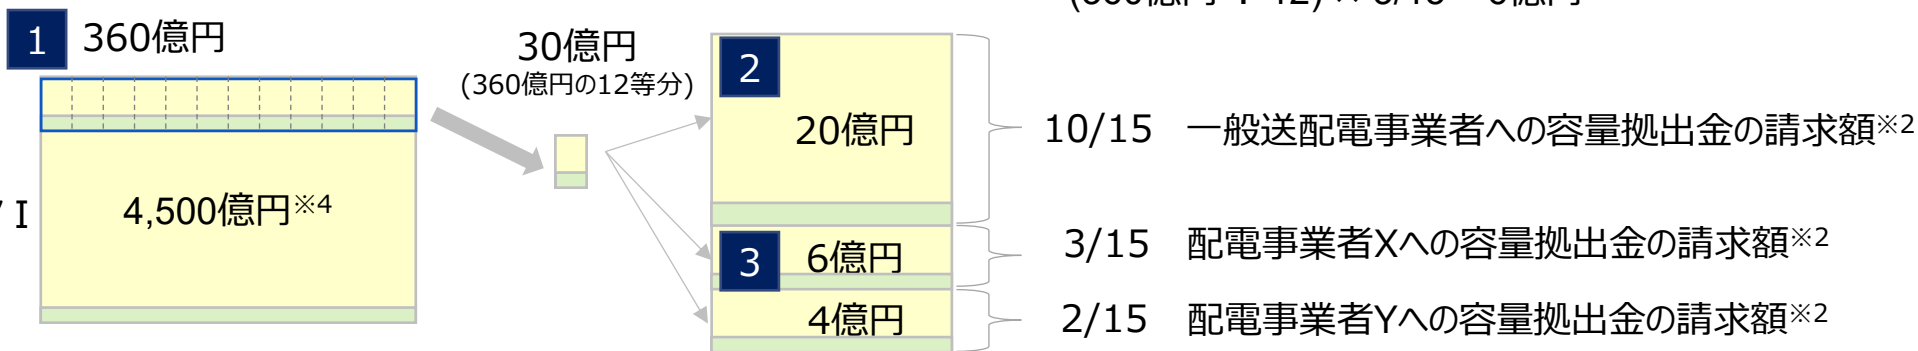 1 360億円
30億円
(360億円の12等分)
2
20億円
10/15 一般送配電事業者への容量拠出金の請求額※2
4,500億円※4
3
6億円
3/15 配電事業者Xへの容量拠出金の請求額※2
4億円
2/15 配電事業者Yへの容量拠出金の請求額※2